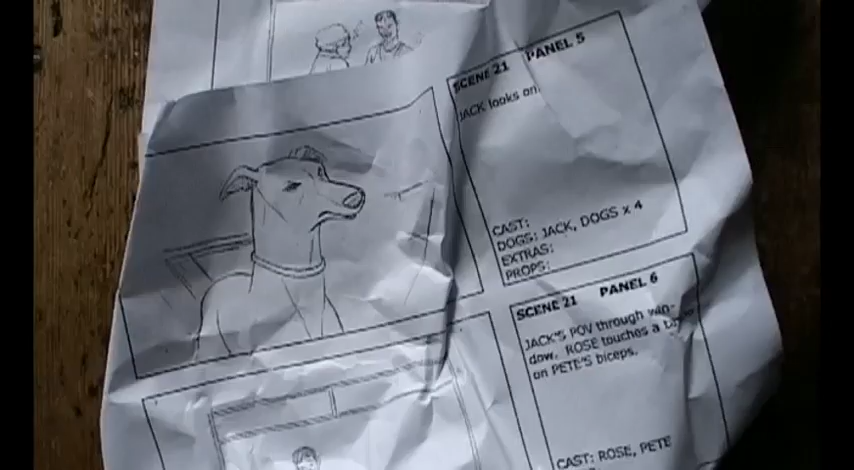 SCENE 21 PANEL 5
JACK looks on.
CAST:
DOGS: JACK, DOGS x 4
EXTRAS:
PROPS:
SCENE 21 PANEL 6
JACK'S POV through win-
dow. ROSE touches a
on PETE'S biceps.
CAST: ROSE, PETE